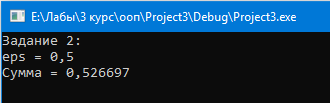 E:\Лабы\3 курс\ооп\Project3\Debug\Project3.exe
Задание 2:
eps = 0,5
Сумма = 0,526697